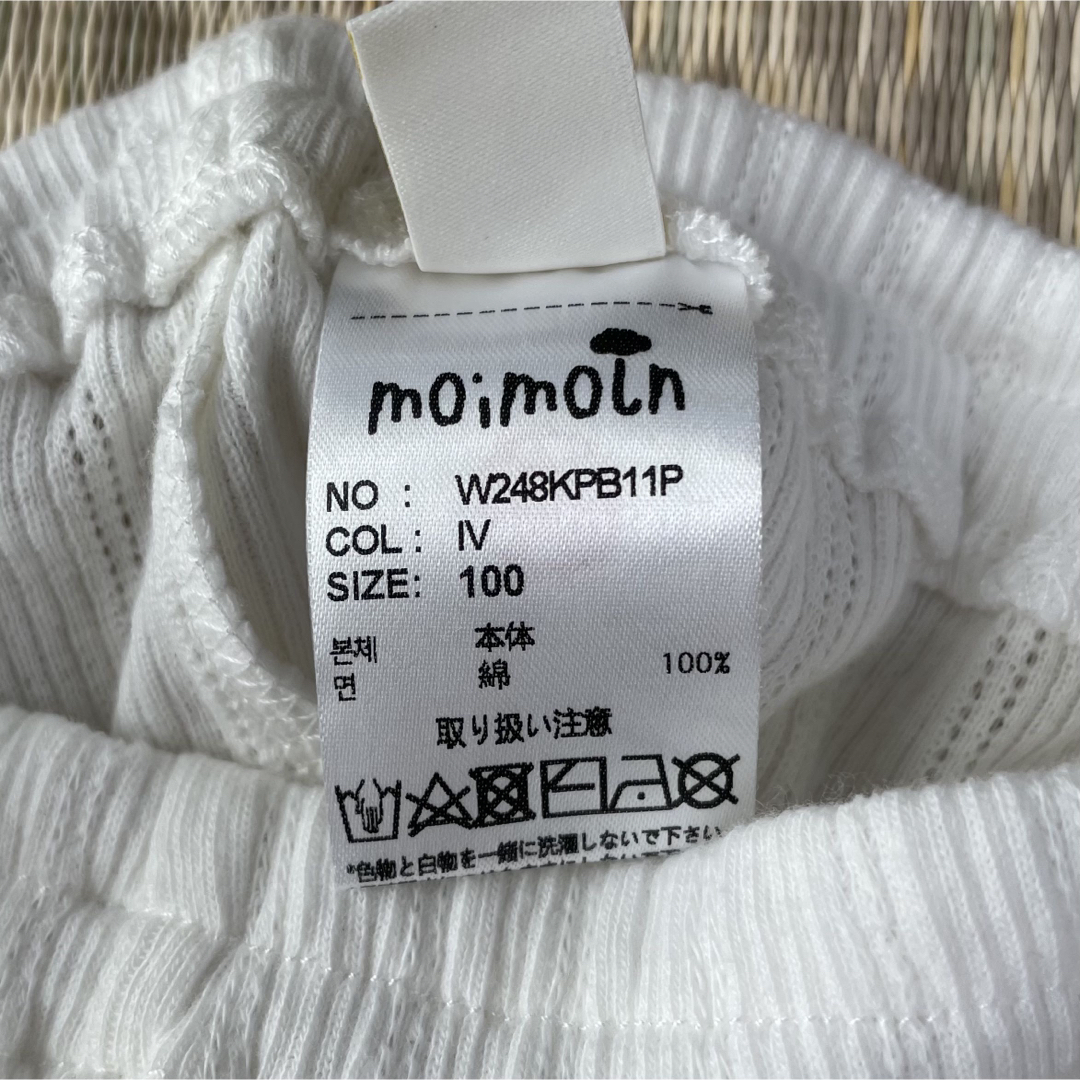 moimoln
NO : W248KPB11P
COL : IV
SIZE: 100
본체 本体
면 綿 100%
取り扱い注意
*色物と白物を一緒に洗濯しないで下さい